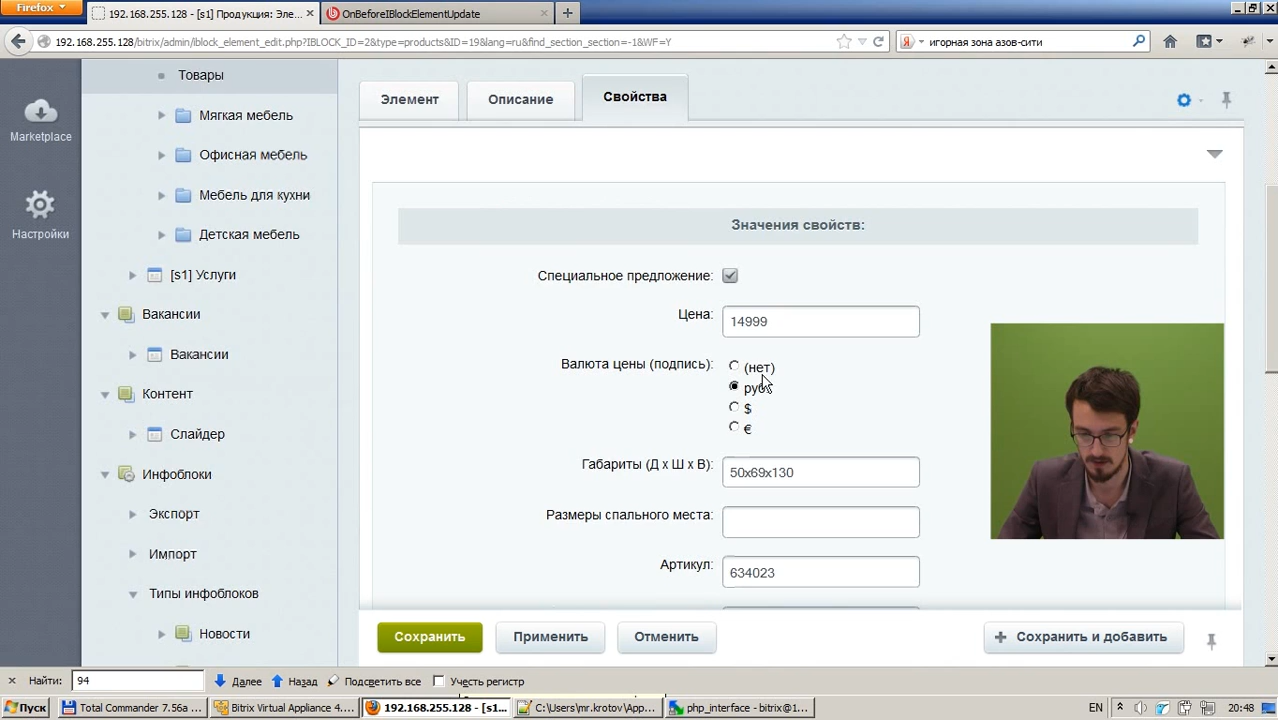 Firefox
192.168.255.128 - [s1] Продукция: Эле...
OnBeforeIBlockElementUpdate
192.168.255.128/bitrix/admin/iblock_element_edit.php?IBLOCK_ID=2&type=products&ID=19&lang=ru&find_section_section=-1&WF=Y
игорная зона азов-сити
Товары
Элемент
Описание
Свойства
Marketplace
Мягкая мебель
Офисная мебель
Мебель для кухни
Настройки
Детская мебель
Значения свойств:
[s1] Услуги
Специальное предложение:
Вакансии
Цена: 14999
Вакансии
Валюта цены (подпись): (нет)
Контент
$
Слайдер
€
Габариты (Д х Ш х В): 50x69x130
Инфоблоки
Экспорт
Размеры спального места:
Импорт
Артикул: 634023
Типы инфоблоков
Новости
Сохранить
Применить
Отменить
+ Сохранить и добавить
Найти: 94
Далее
Назад
Подсветить все
Учесть регистр
Пуск
Total Commander 7.56a ...
Bitrix Virtual Appliance 4....
192.168.255.128 - [s1...
C:\Users\mr.krotov\App...
php_interface - bitrix@1...
EN
20:48